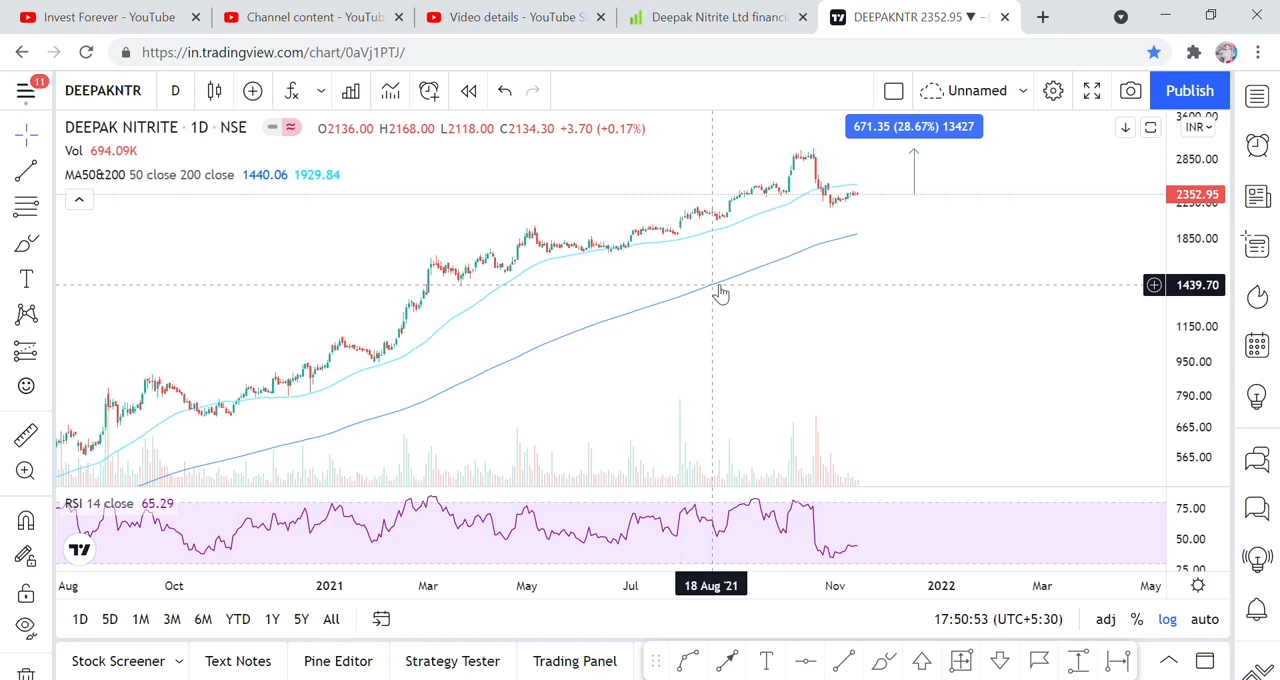 Invest Forever - YouTube
Channel content - YouTub
Video details - YouTube S
Deepak Nitrite Ltd financi
DEEPAKNTR 2352.95 ▼ −
https://in.tradingview.com/chart/0aVj1PTJ/
11
DEEPAKNTR
D
Unnamed
Publish
DEEPAK NITRITE · 1D · NSE
O2136.00 H2168.00 L2118.00 C2134.30 +3.70 (+0.17%)
671.35 (28.67%) 13427
INR
3600.00
Vol 694.09K
2850.00
MA50&200 50 close 200 close 1440.06 1929.84
2352.95
2250.00
1850.00
1439.70
1150.00
950.00
790.00
665.00
565.00
RSI 14 close 65.29
75.00
50.00
25.00
Aug Oct 2021 Mar May Jul 18 Aug '21 Nov 2022 Mar May
1D 5D 1M 3M 6M YTD 1Y 5Y All
17:50:53 (UTC+5:30)
adj % log auto
Stock Screener
Text Notes
Pine Editor
Strategy Tester
Trading Panel